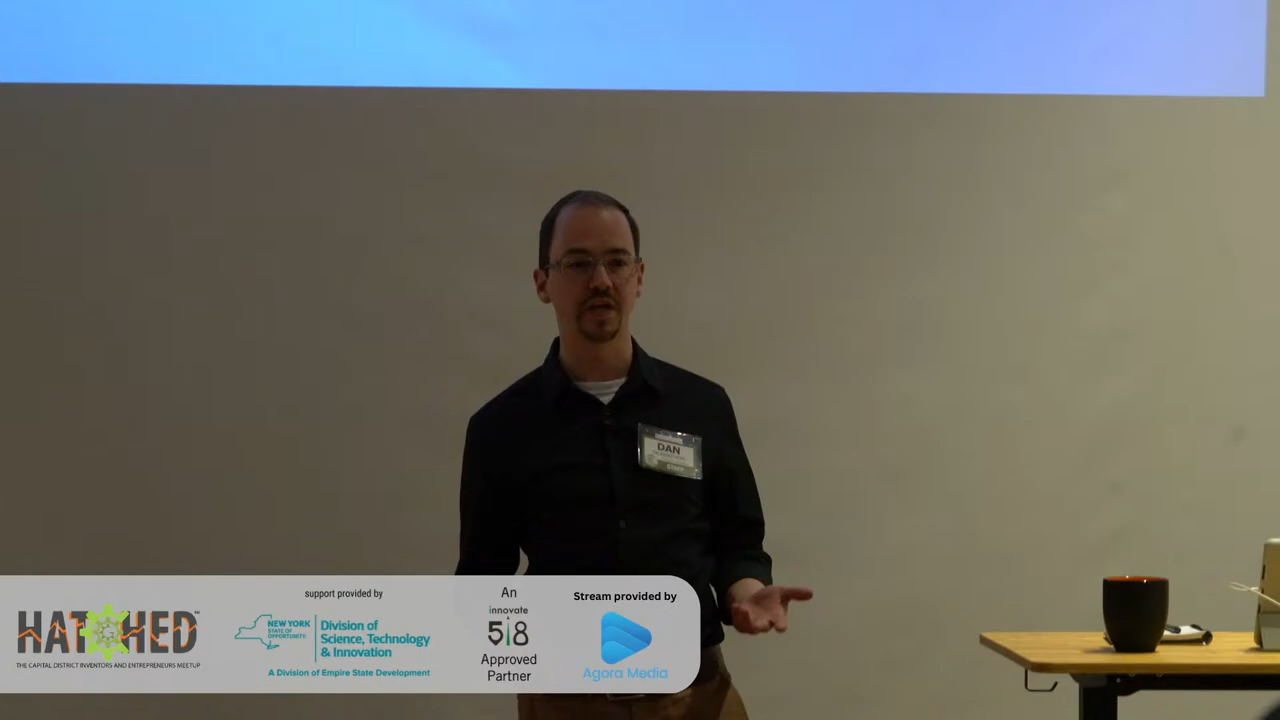 DAN
STAFF
HATCHED™
THE CAPITAL DISTRICT INVENTORS AND ENTREPRENEURS MEETUP
support provided by
NEW YORK
STATE OF
OPPORTUNITY
Division of
Science, Technology
& Innovation
A Division of Empire State Development
An
innovate
518
Approved
Partner
Stream provided by
Agora Media